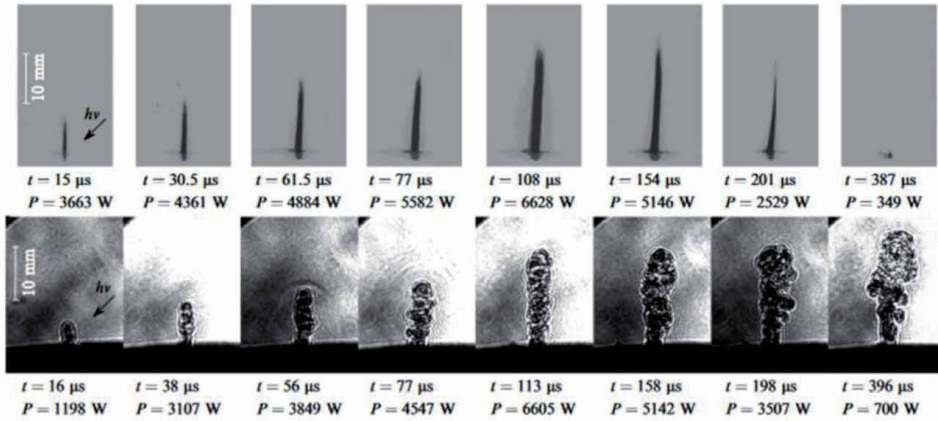 10 mm
hν
t = 15 μs t = 30.5 μs t = 61.5 μs t = 77 μs t = 108 μs t = 154 μs t = 201 μs t = 387 μs
P = 3663 W P = 4361 W P = 4884 W P = 5582 W P = 6628 W P = 5146 W P = 2529 W P = 349 W
10 mm
hν
t = 16 μs t = 38 μs t = 56 μs t = 77 μs t = 113 μs t = 158 μs t = 198 μs t = 396 μs
P = 1198 W P = 3107 W P = 3849 W P = 4547 W P = 6605 W P = 5142 W P = 3507 W P = 700 W